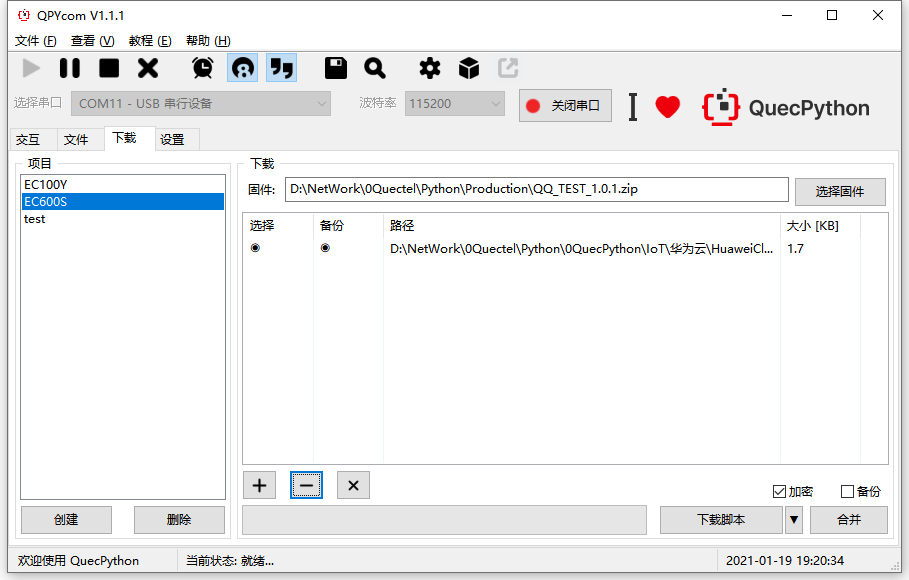 QPYcom V1.1.1
文件 (F) 查看 (V) 教程 (E) 帮助 (H)
选择串口 COM11 - USB 串行设备 波特率 115200 关闭串口 QuecPython
交互 文件 下载 设置
项目
EC100Y
EC600S
test
创建 删除
下载
固件: D:\NetWork\0Quectel\Python\Production\QQ_TEST_1.0.1.zip 选择固件
选择 备份 路径 大小 [KB]
D:\NetWork\0Quectel\Python\0QuecPython\IoT\华为云\HuaweiCl... 1.7
加密 备份
下载脚本 合并
欢迎使用 QuecPython 当前状态: 就绪... 2021-01-19 19:20:34